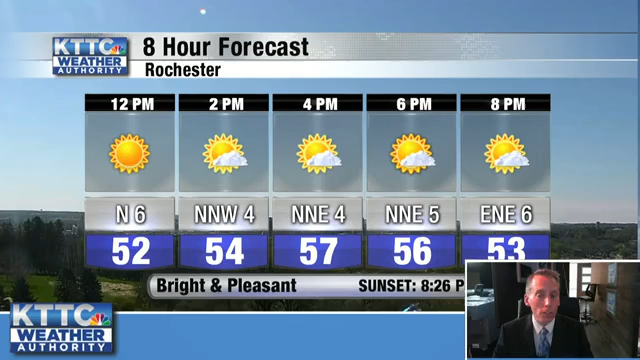 KTTC
WEATHER
AUTHORITY
8 Hour Forecast
Rochester
12 PM 2 PM 4 PM 6 PM 8 PM
N 6 NNW 4 NNE 4 NNE 5 ENE 6
52 54 57 56 53
Bright & Pleasant SUNSET: 8:26 P
KTTC
WEATHER
AUTHORITY